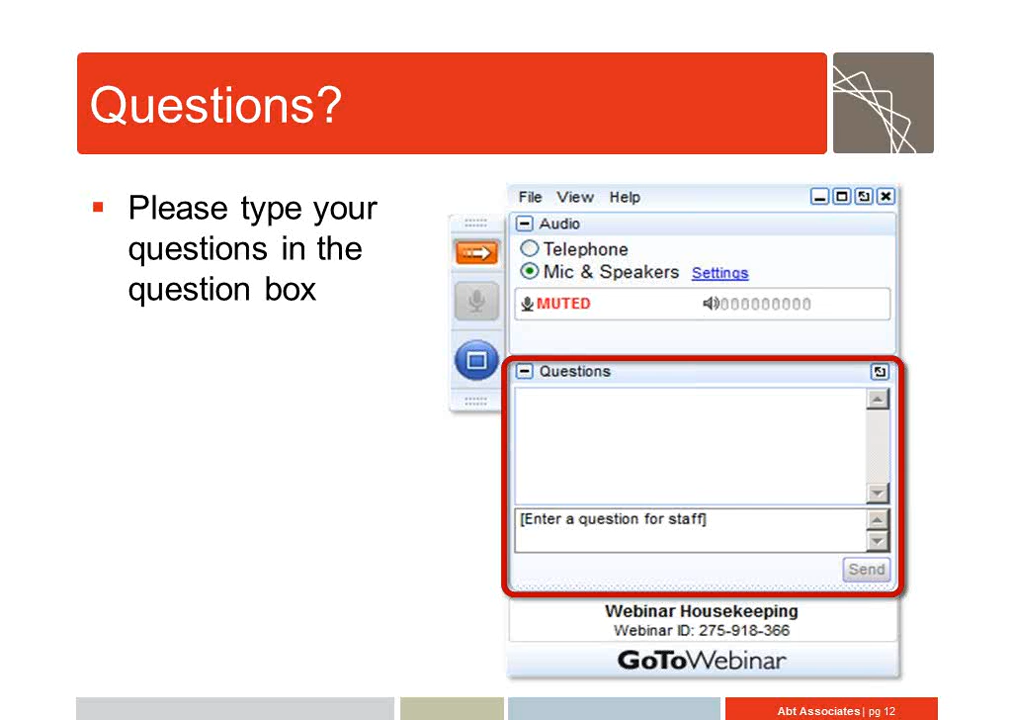 Questions?
Please type your
questions in the
question box
File View Help
Audio
Telephone
Mic & Speakers Settings
MUTED 000000000
Questions
[Enter a question for staff]
Send
Webinar Housekeeping
Webinar ID: 275-918-366
GoToWebinar
Abt Associates | pg 12